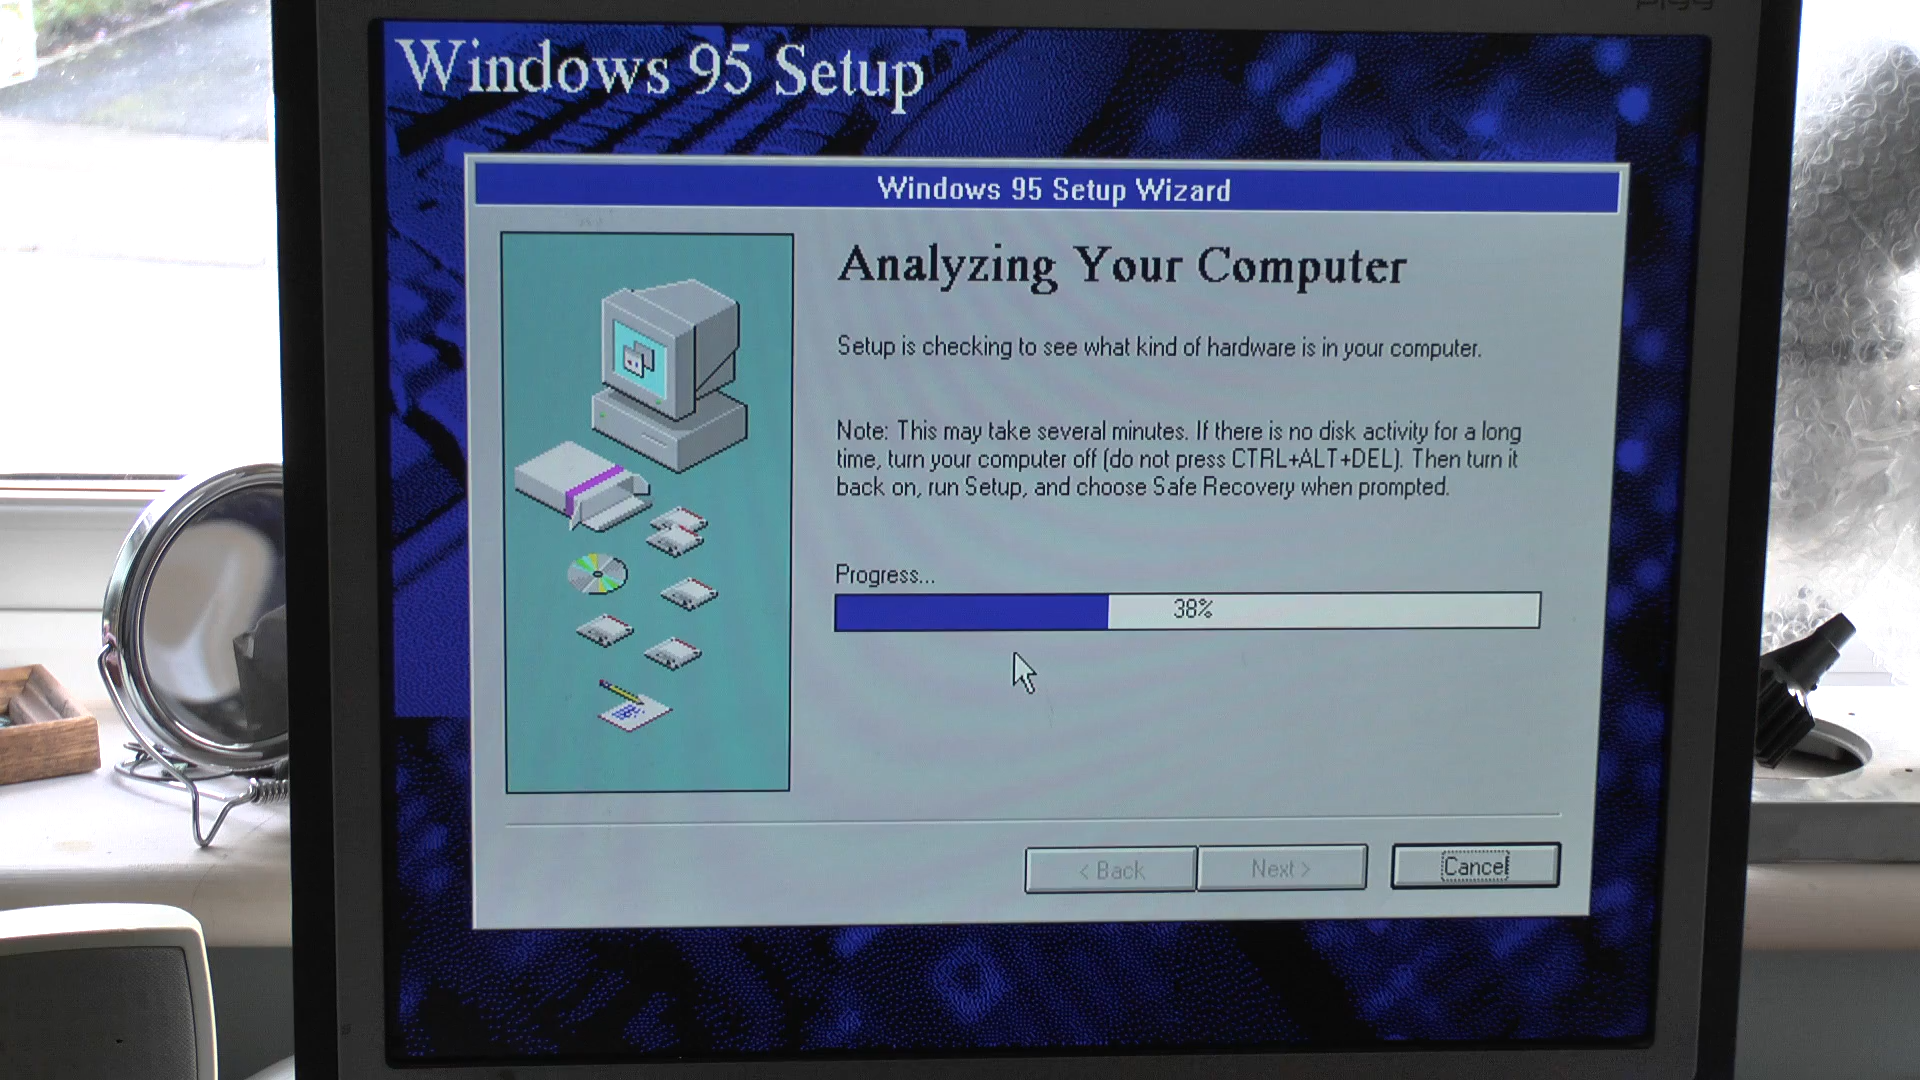 Windows 95 Setup
Windows 95 Setup Wizard
Analyzing Your Computer
Setup is checking to see what kind of hardware is in your computer.
Note: This may take several minutes. If there is no disk activity for a long
time, turn your computer off (do not press CTRL+ALT+DEL). Then turn it
back on, run Setup, and choose Safe Recovery when prompted.
Progress...
38%
< Back
Next >
Cancel